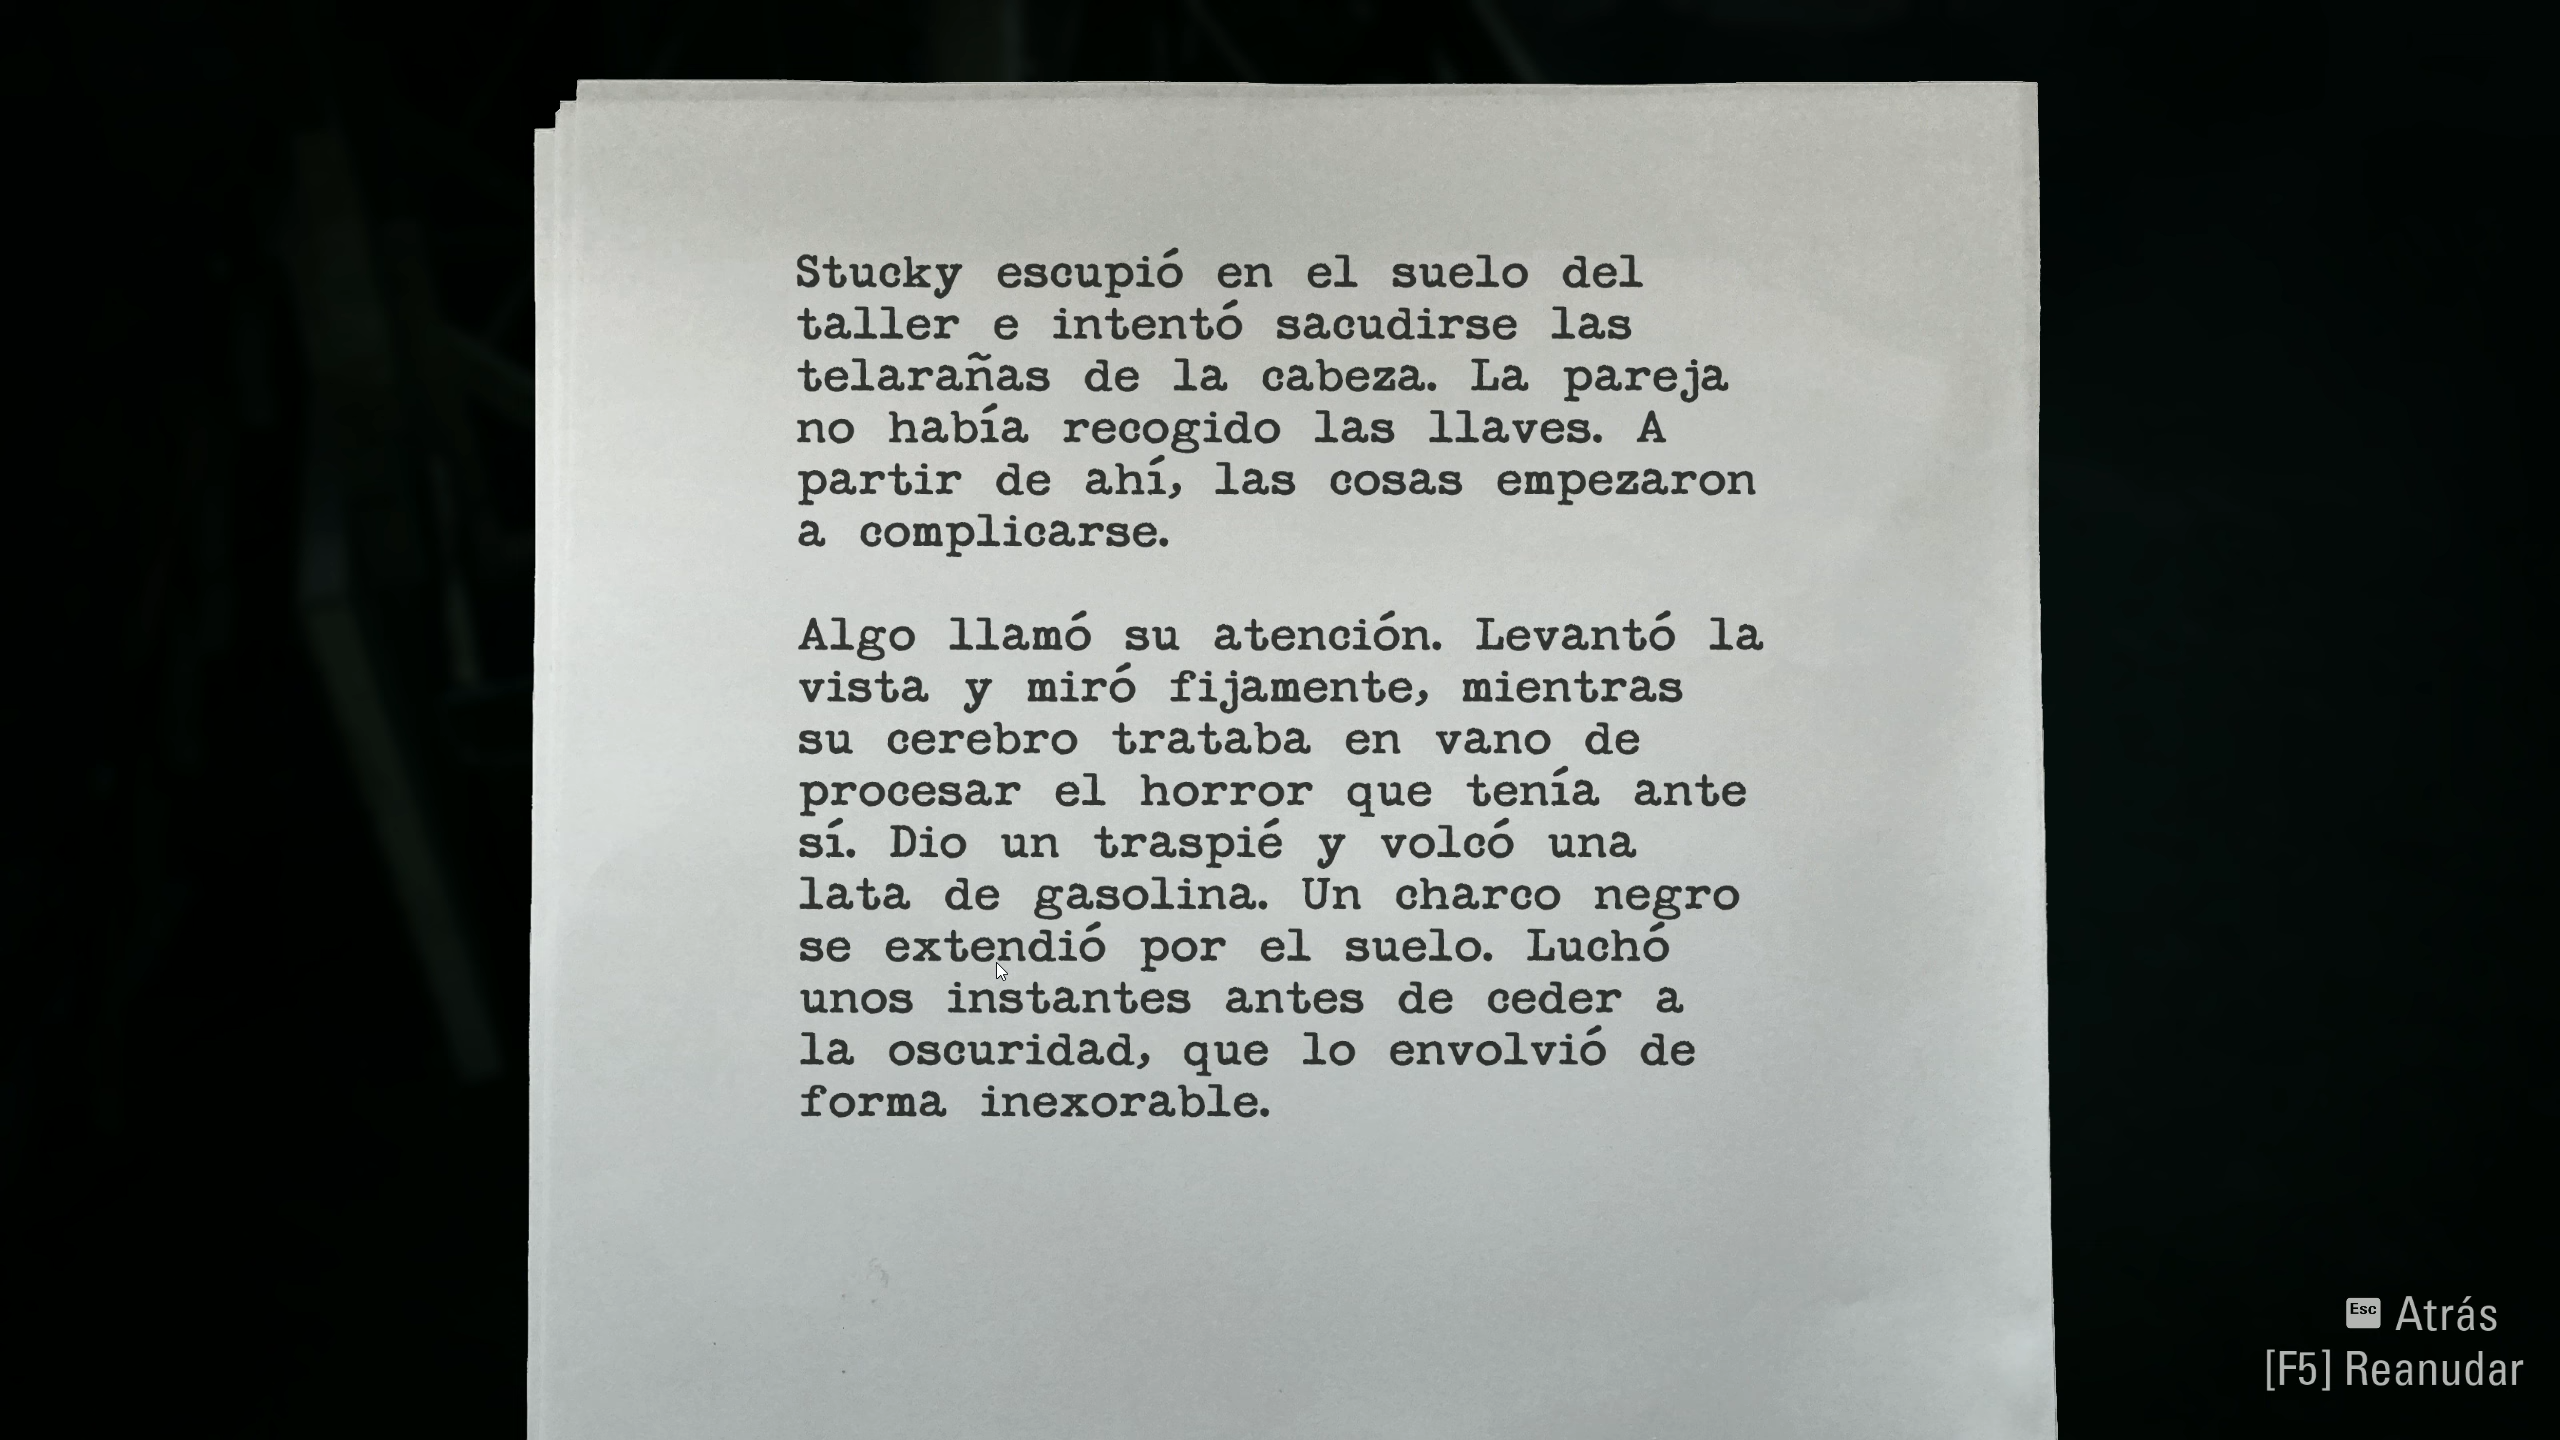 Stucky escupió en el suelo del
taller e intentó sacudirse las
telarañas de la cabeza. La pareja
no había recogido las llaves. A
partir de ahí, las cosas empezaron
a complicarse.
Algo llamó su atención. Levantó la
vista y miró fijamente, mientras
su cerebro trataba en vano de
procesar el horror que tenía ante
sí. Dio un traspié y volcó una
lata de gasolina. Un charco negro
se extendió por el suelo. Luchó
unos instantes antes de ceder a
la oscuridad, que lo envolvió de
forma inexorable.
Esc Atrás
[F5] Reanudar